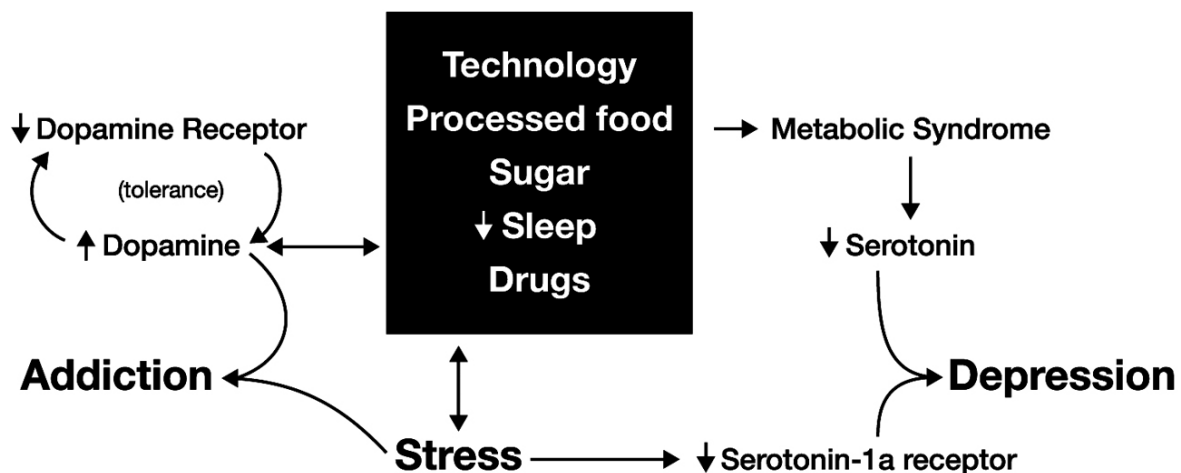 Technology
Processed food
Sugar
↓ Sleep
Drugs
↓ Dopamine Receptor
(tolerance)
↑ Dopamine
Addiction
Stress
Metabolic Syndrome
↓ Serotonin
Depression
↓ Serotonin-1a receptor